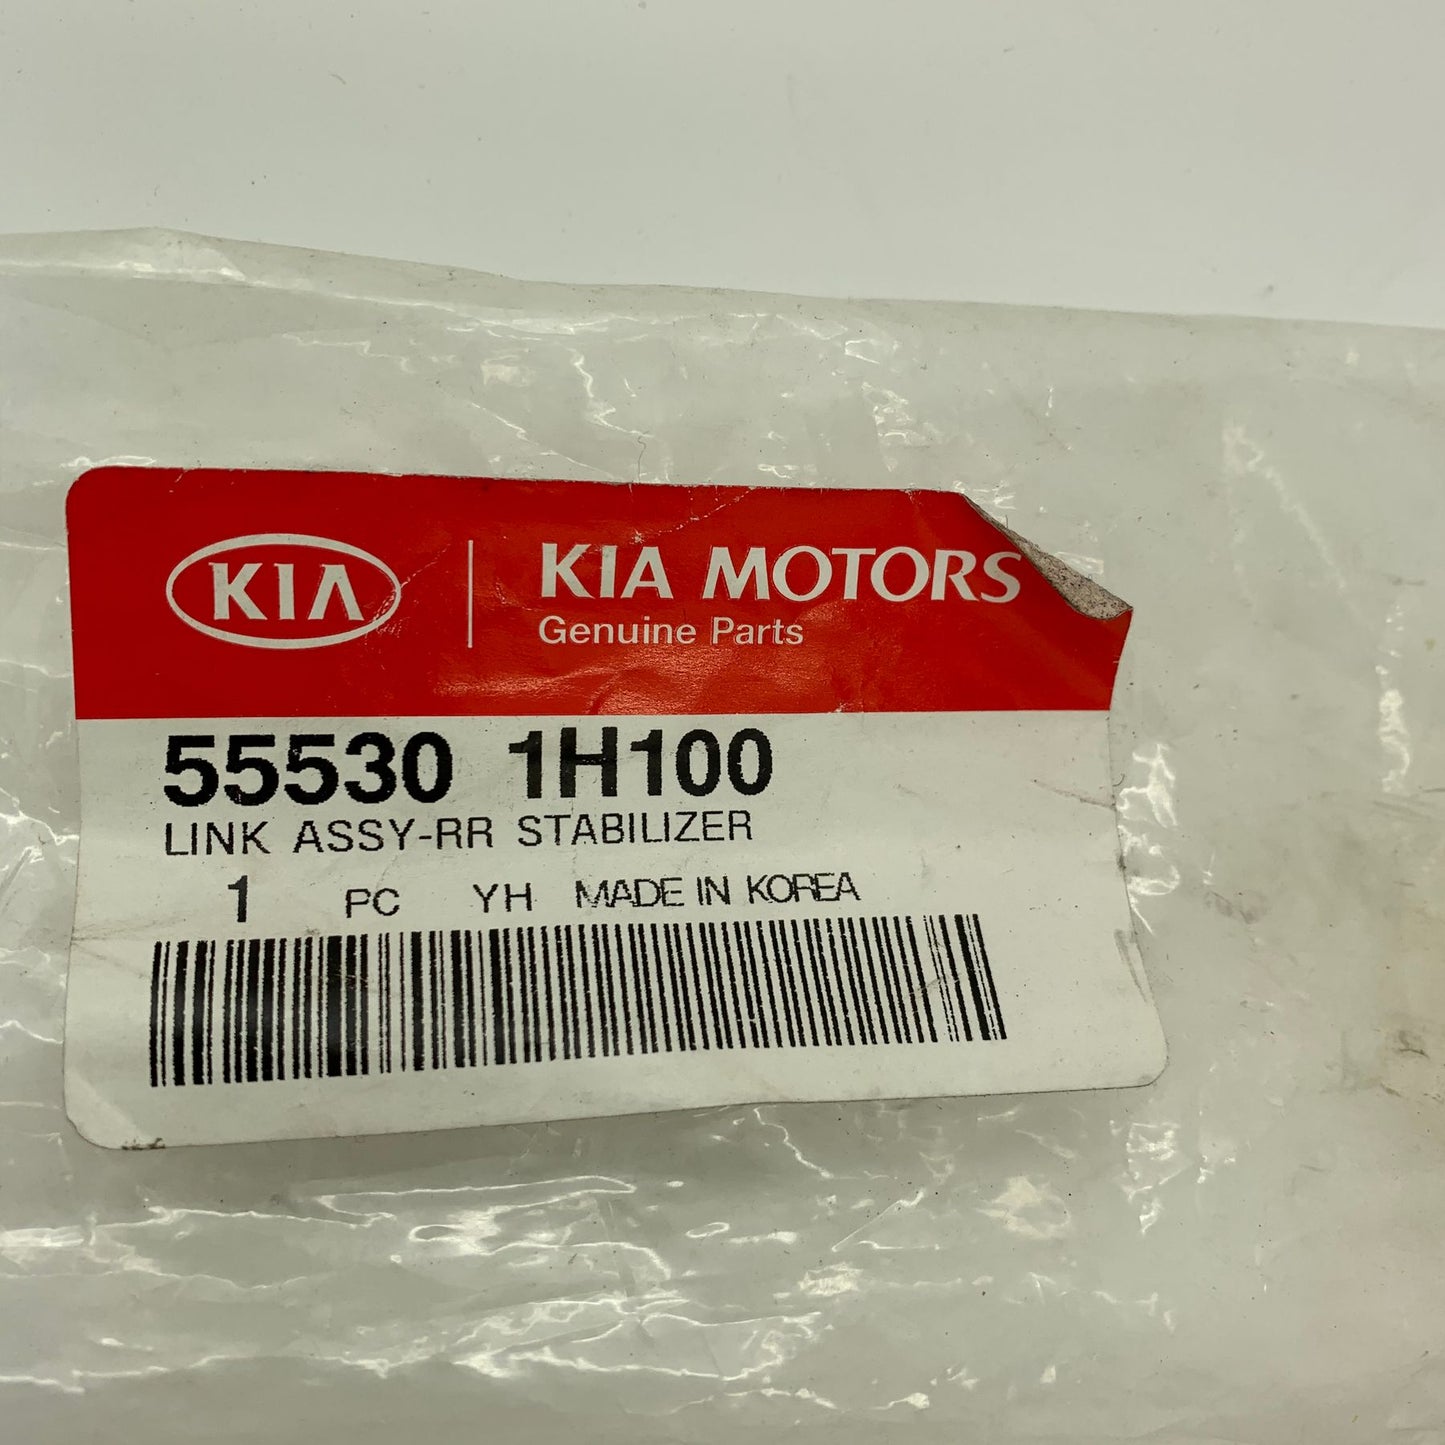 KIA
KIA MOTORS
Genuine Parts
55530 1H100
LINK ASSY-RR STABILIZER
1 PC YH MADE IN KOREA